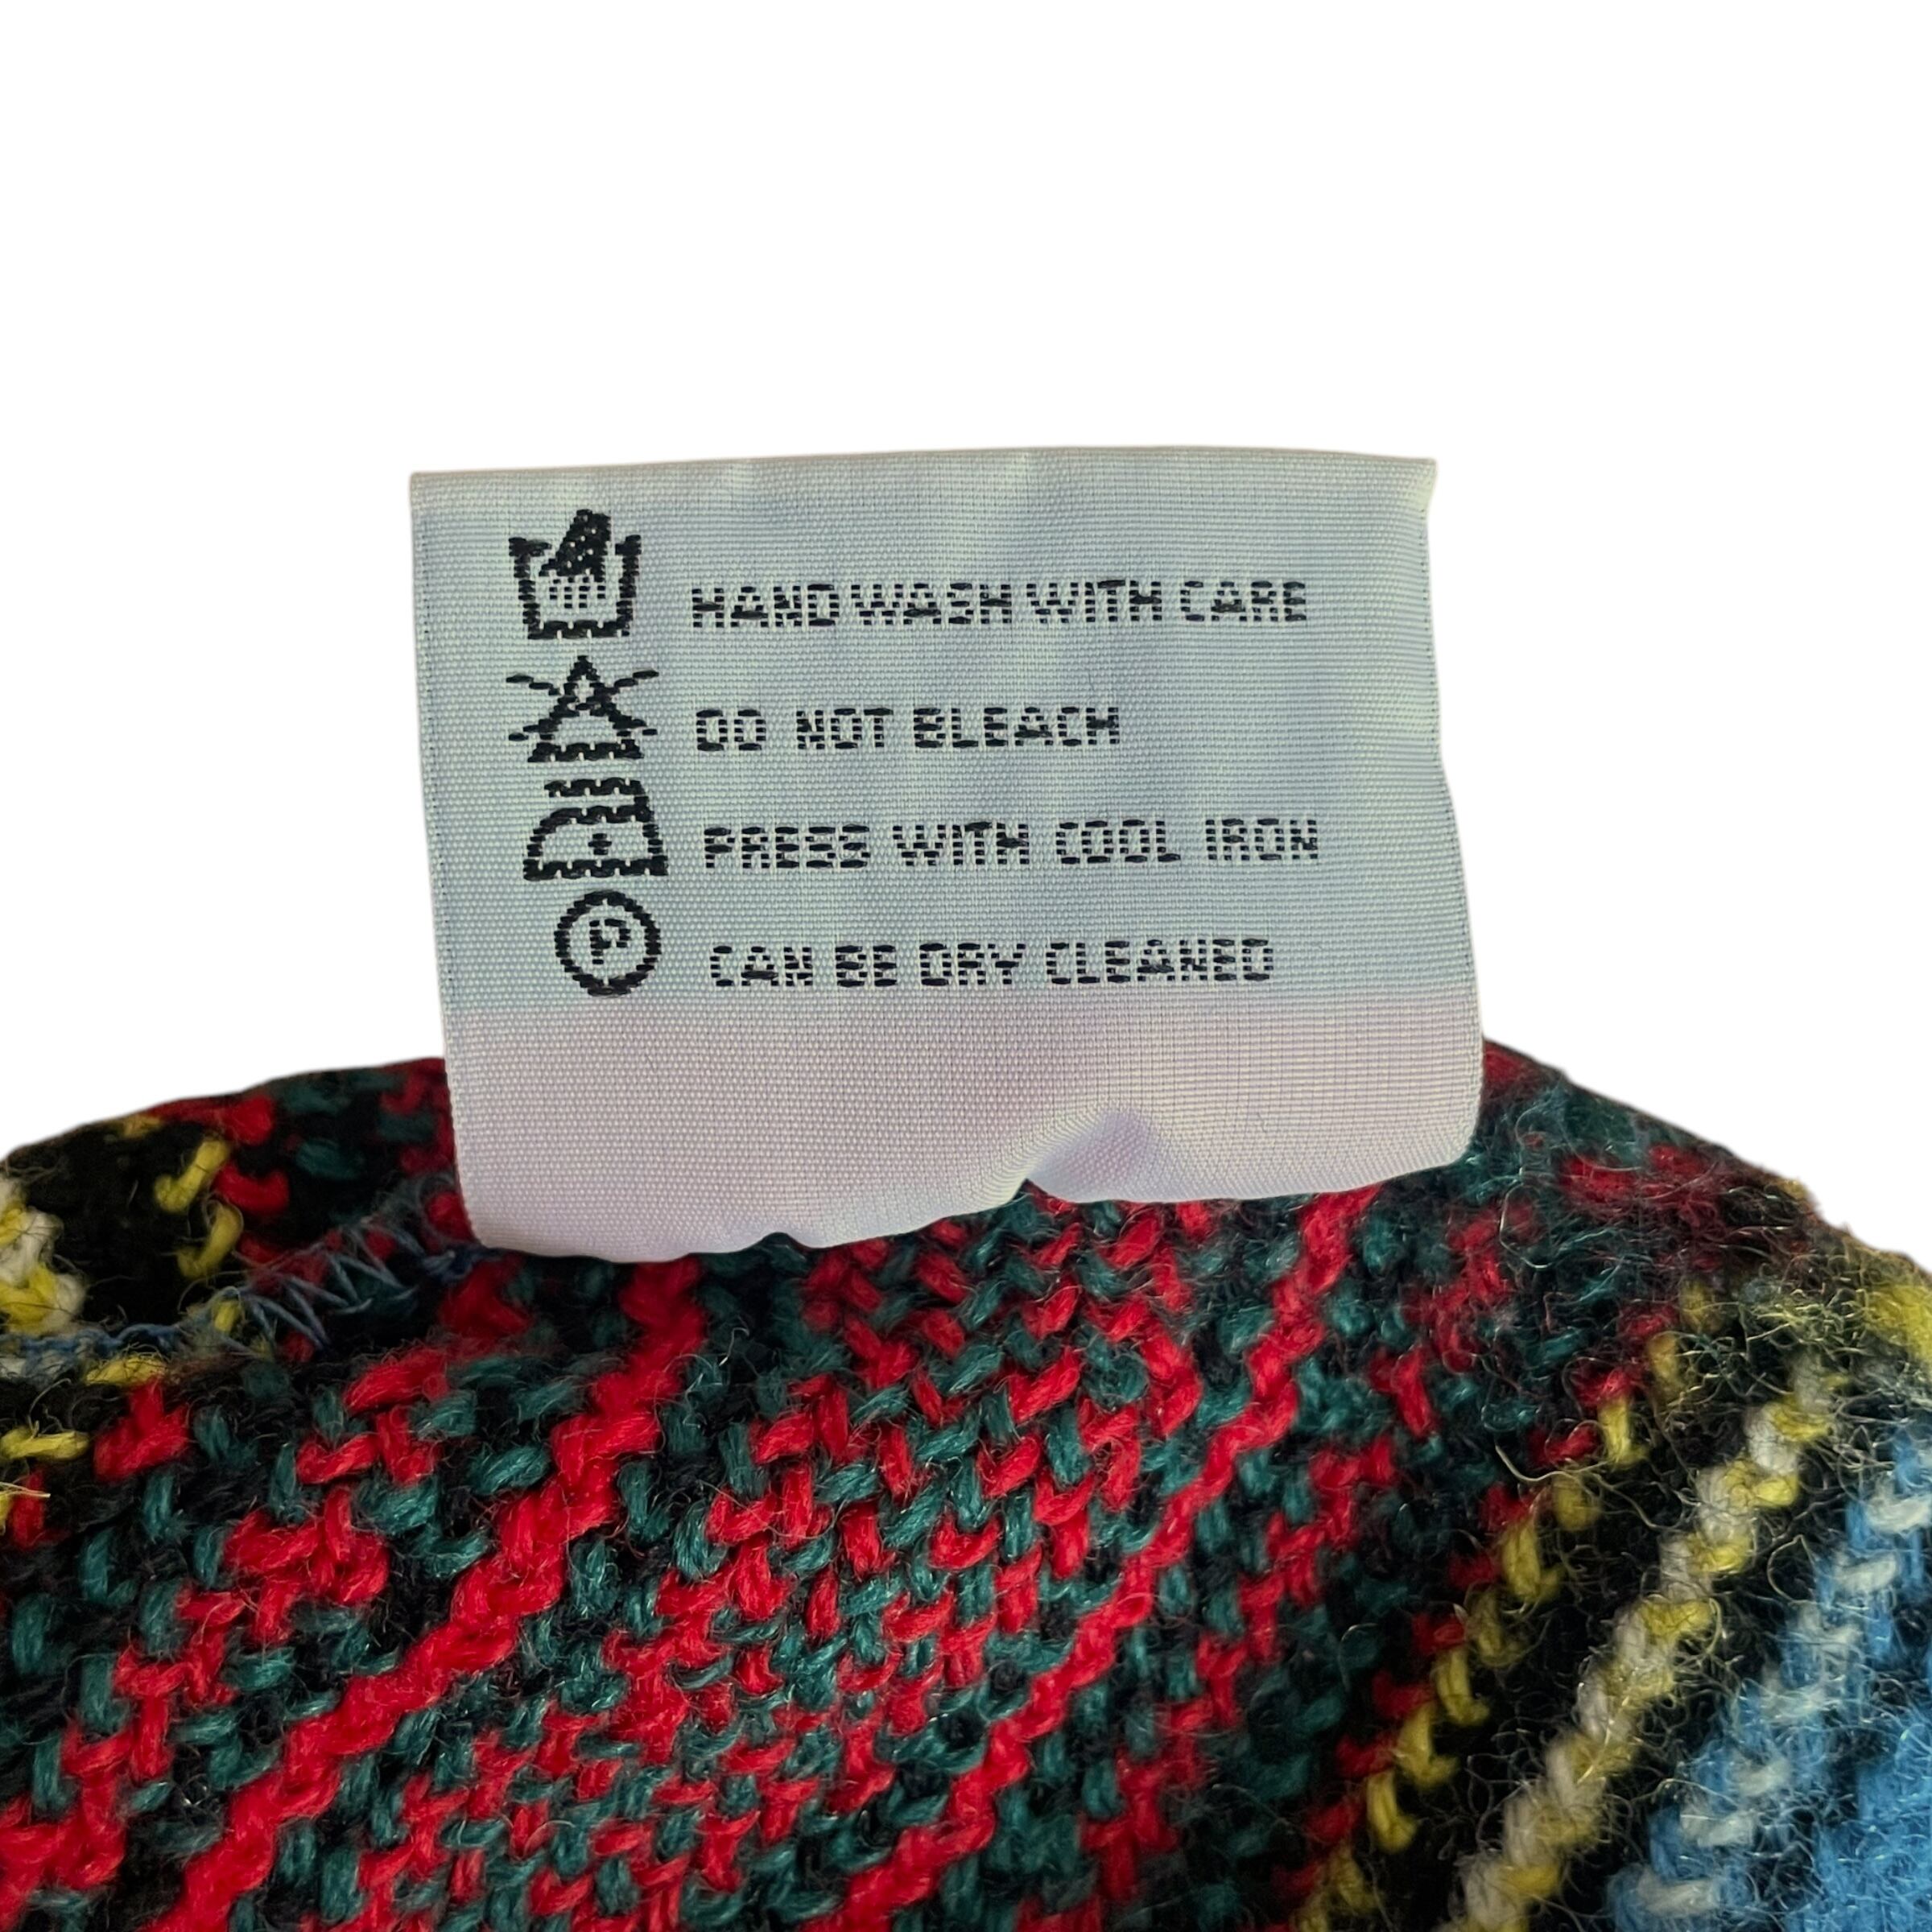 HAND WASH WITH CARE
DO NOT BLEACH
PRESS WITH COOL IRON
P
CAN BE DRY CLEANED